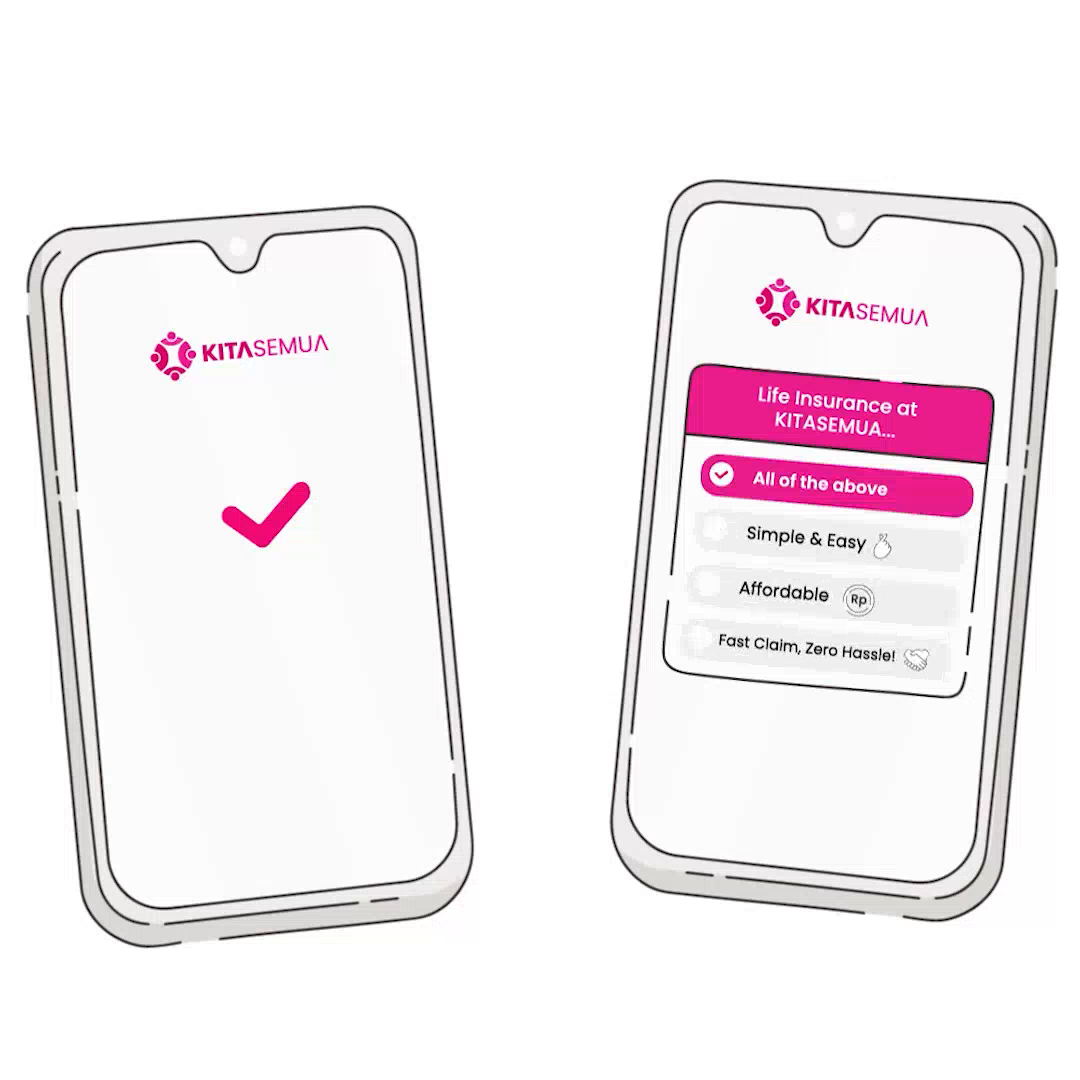 KITASEMUA
KITASEMUA
Life Insurance at
KITASEMUA...
All of the above
Simple & Easy
Affordable Rp
Fast Claim, Zero Hassle!